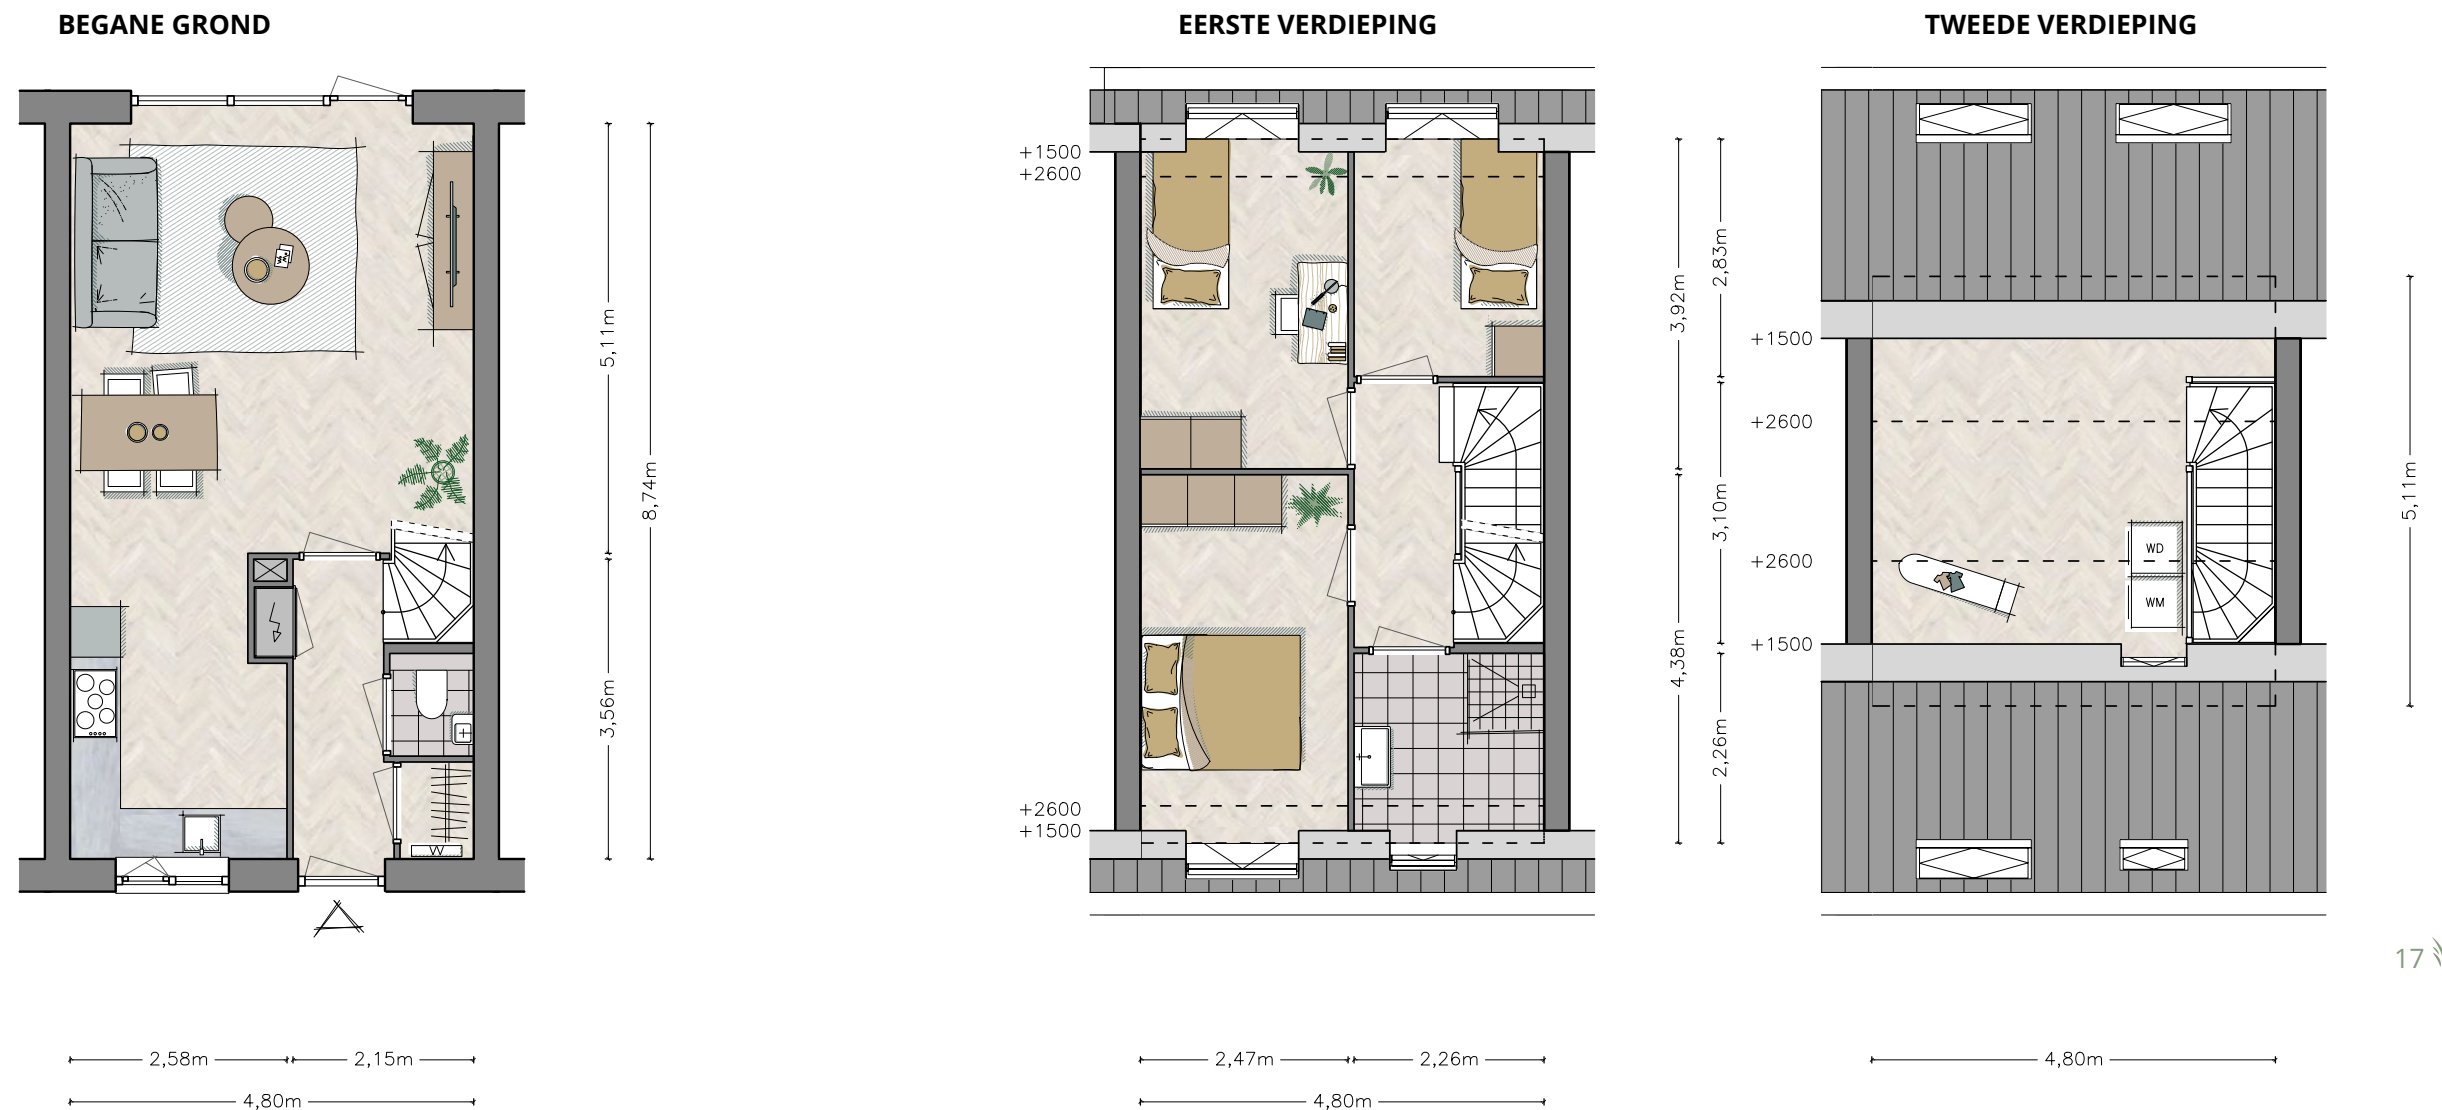 BEGANE GROND
EERSTE VERDIEPING
TWEEDE VERDIEPING
5,11m
8,74m
3,56m
W
2,58m
2,15m
4,80m
+1500
+2600
+2600
+1500
3,92m
2,83m
3,10m
4,38m
2,26m
2,47m
2,26m
4,80m
+1500
+2600
+2600
+1500
WD
WM
5,11m
4,80m
17